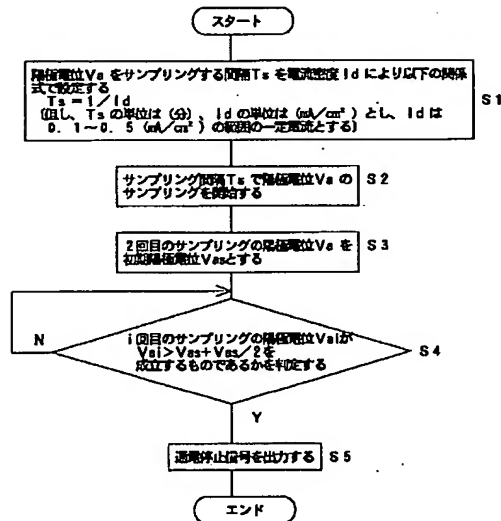 スタート
陽極電位Vaをサンプリングする間隔Tsを電流密度Idにより以下の関係
式で設定する
Ts=1/Id
〔但し、Tsの単位は(分)、Idの単位は(mA/cm²)とし、Idは
0.1~0.5(mA/cm²)の範囲の一定電流とする〕
S1
サンプリング間隔Tsで陽極電位Vaの
サンプリングを開始する
S2
2回目のサンプリングの陽極電位Vaを
初期陽極電位Vasとする
S3
N
i回目のサンプリングの陽極電位Vaiが
Vai>Vas+Vas/2を
成立するものであるかを判定する
S4
Y
通電停止信号を出力する
S5
エンド